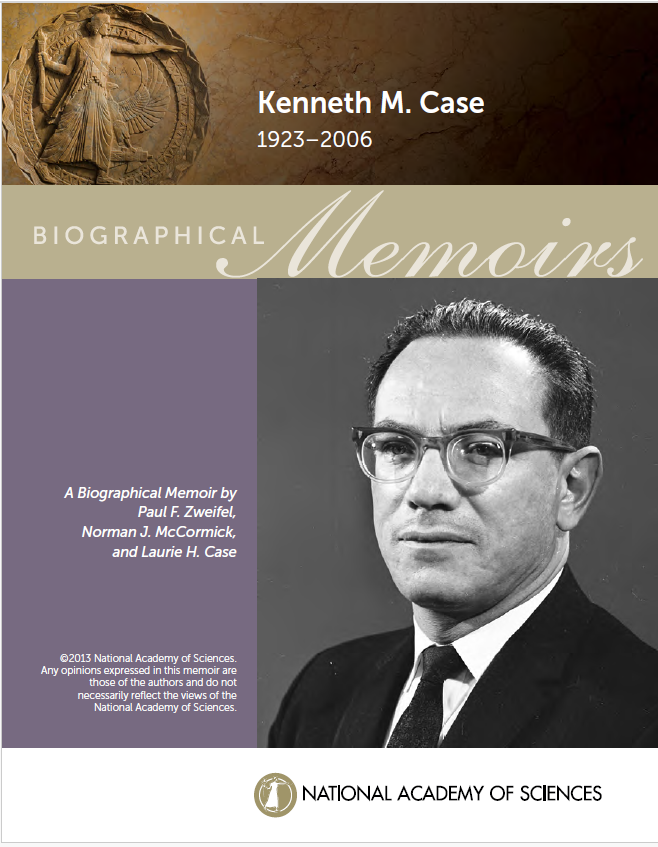 Kenneth M. Case
1923–2006
BIOGRAPHICAL Memoirs
A Biographical Memoir by
Paul F. Zweifel,
Norman J. McCormick,
and Laurie H. Case
©2013 National Academy of Sciences.
Any opinions expressed in this memoir are
those of the authors and do not
necessarily reflect the views of the
National Academy of Sciences.
NATIONAL ACADEMY OF SCIENCES